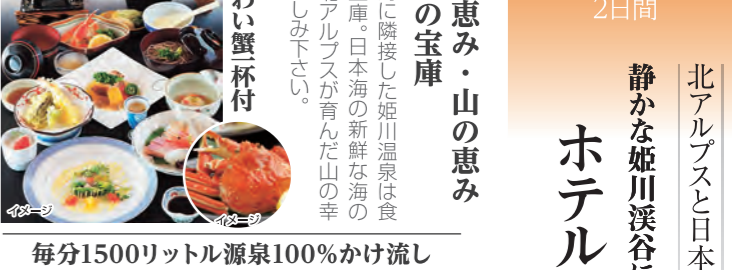 2日間
北アルプスと日本
静かな姫川渓谷
ホテル
恵み・山の恵み
の宝庫
に隣接した姫川温泉は食
庫。日本海の新鮮な海の
アルプスが育んだ山の幸
しみ下さい。
わい蟹一杯付
イメージ
イメージ
毎分1500リットル源泉100%かけ流し